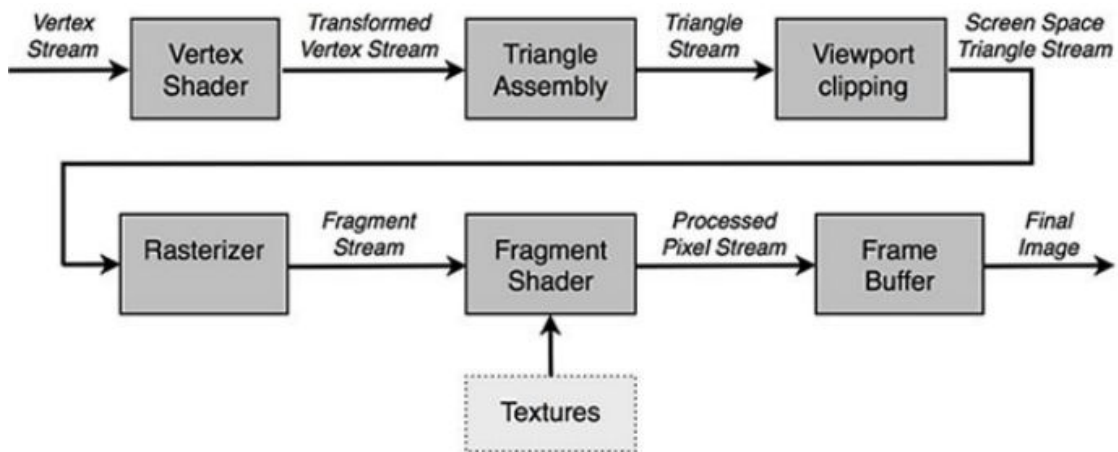 Vertex
Stream
Vertex
Shader
Transformed
Vertex Stream
Triangle
Assembly
Triangle
Stream
Viewport
clipping
Screen Space
Triangle Stream
Rasterizer
Fragment
Stream
Fragment
Shader
Processed
Pixel Stream
Frame
Buffer
Final
Image
Textures